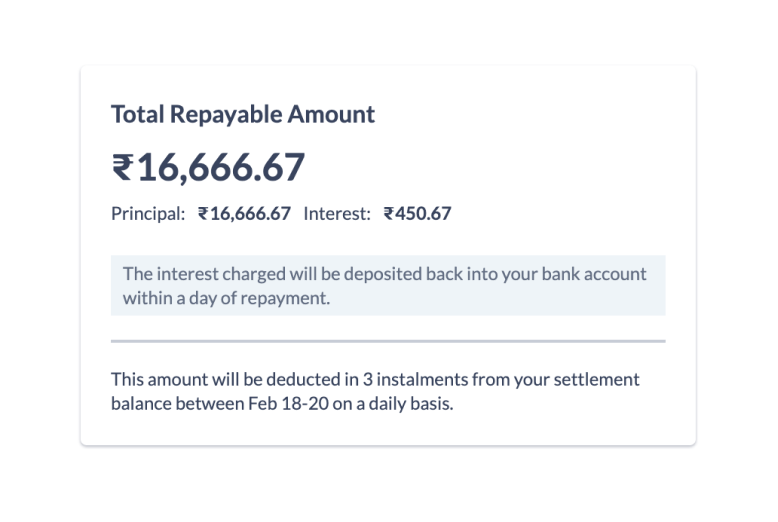 Total Repayable Amount
₹16,666.67
Principal: ₹16,666.67 Interest: ₹450.67
The interest charged will be deposited back into your bank account
within a day of repayment.
This amount will be deducted in 3 instalments from your settlement
balance between Feb 18-20 on a daily basis.